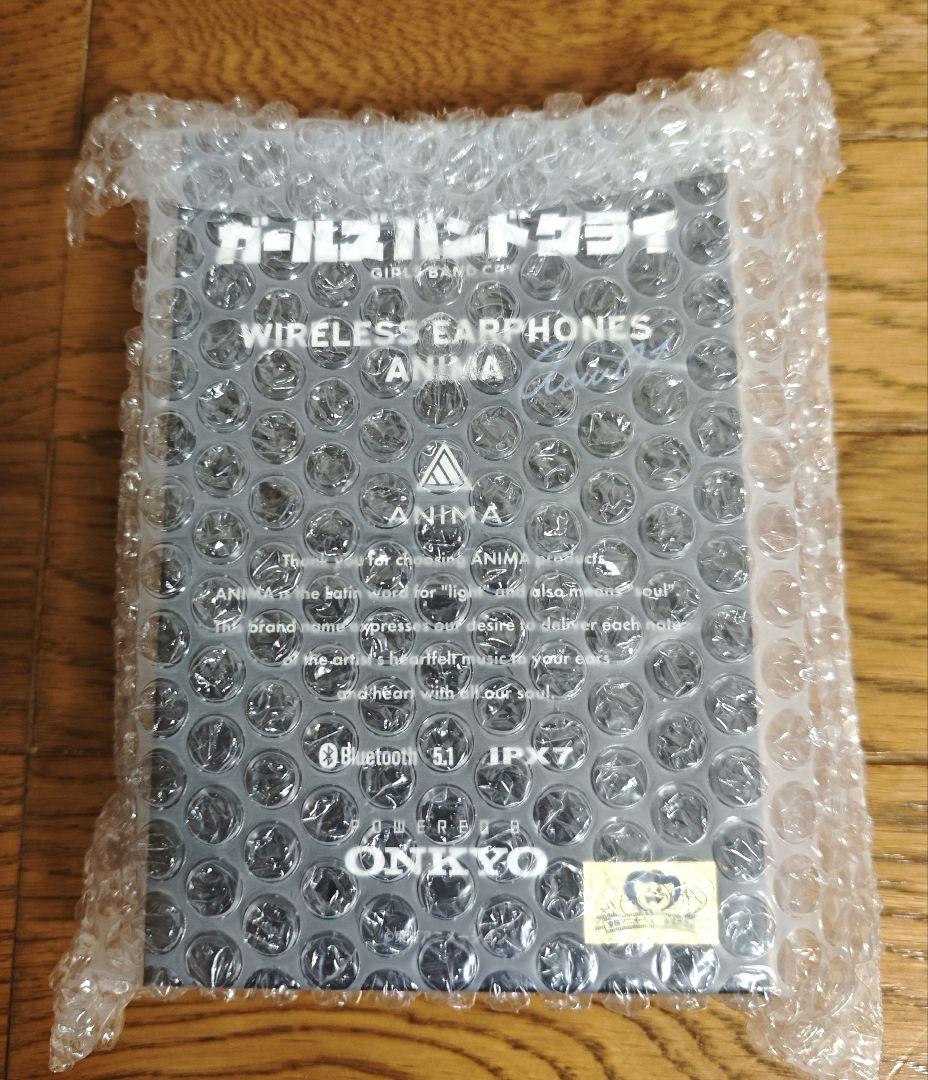 ガールズバンドクライ
GIRLS BAND CRY
WIRELESS EARPHONES
ANIMA
ANIMA
Thank you for choosing ANIMA products.
ANIMA is the Latin word for "light" and also means "soul"
The brand name expresses our desire to deliver each note
of the artist's heartfelt music to your ears
and heart with all our soul.
Bluetooth 5.1 IPX7
POWERED B
ONKYO